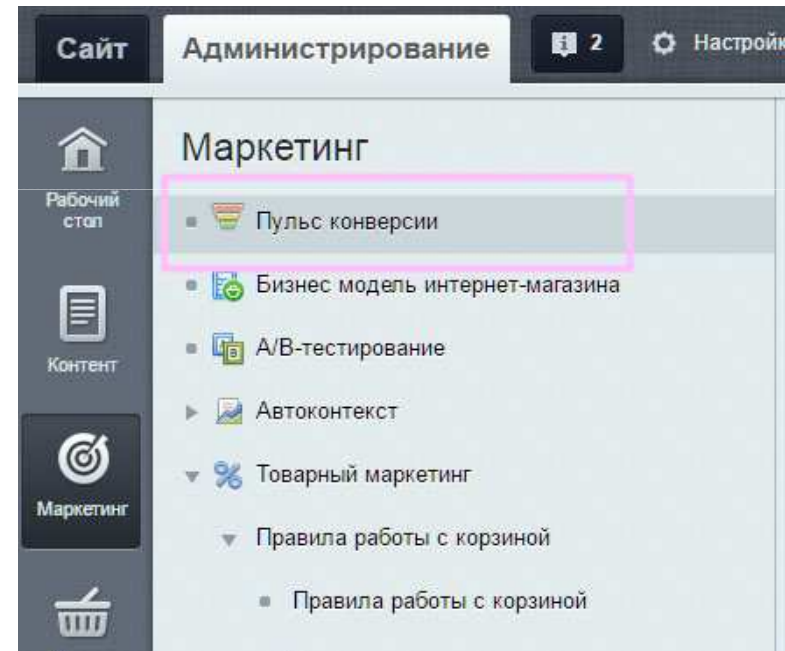 Сайт
Администрирование
2
Настройк
Маркетинг
Рабочий
стол
Пульс конверсии
Бизнес модель интернет-магазина
Контент
А/В-тестирование
Автоконтекст
Маркетинг
Товарный маркетинг
Правила работы с корзиной
Правила работы с корзиной